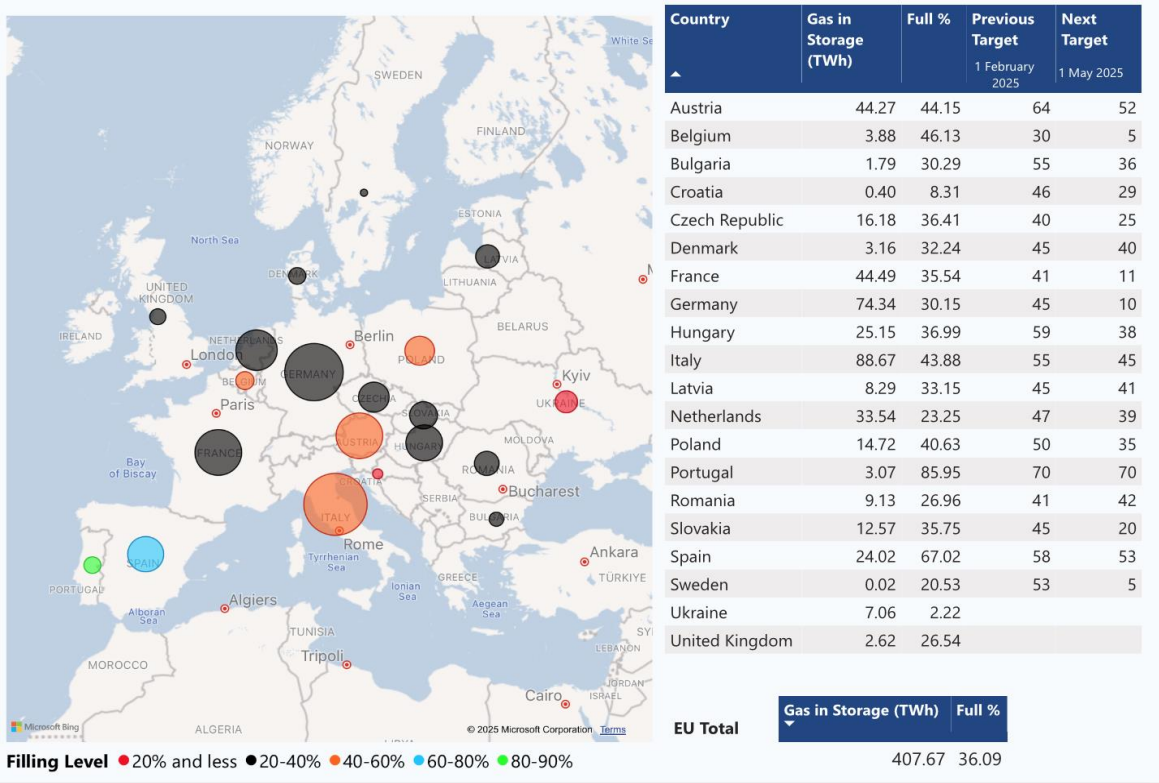 White Se
SWEDEN
FINLAND
NORWAY
ESTONIA
North Sea
LATVIA
DENMARK
LITHUANIA
UNITED
KINGDOM
IRELAND
BELARUS
NETHERLANDS
Berlin
London
POLAND
GERMANY
Kyiv
BELGIUM
UKRAINE
Paris
CZECHIA
SLOVAKIA
AUSTRIA
HUNGARY
MOLDOVA
FRANCE
Bay
of Biscay
ROMANIA
CROATIA
Bucharest
SERBIA
ITALY
BULGARIA
Rome
Ankara
SPAIN
Tyrrhenian
Sea
TÜRKIYE
GREECE
PORTUGAL
Ionian
Sea
Alboran
Sea
Algiers
Aegean
Sea
TUNISIA
SY
LEBANON
Tripoli
MOROCCO
JORDAN
Cairo
ISRAEL
ALGERIA
Microsoft Bing
© 2025 Microsoft Corporation Terms
Filling Level 20% and less 20-40% 40-60% 60-80% 80-90%
Country Gas in Storage (TWh) Full % Previous Target 1 February 2025 Next Target 1 May 2025
Austria 44.27 44.15 64 52
Belgium 3.88 46.13 30 5
Bulgaria 1.79 30.29 55 36
Croatia 0.40 8.31 46 29
Czech Republic 16.18 36.41 40 25
Denmark 3.16 32.24 45 40
France 44.49 35.54 41 11
Germany 74.34 30.15 45 10
Hungary 25.15 36.99 59 38
Italy 88.67 43.88 55 45
Latvia 8.29 33.15 45 41
Netherlands 33.54 23.25 47 39
Poland 14.72 40.63 50 35
Portugal 3.07 85.95 70 70
Romania 9.13 26.96 41 42
Slovakia 12.57 35.75 45 20
Spain 24.02 67.02 58 53
Sweden 0.02 20.53 53 5
Ukraine 7.06 2.22
United Kingdom 2.62 26.54
Gas in Storage (TWh) Full %
EU Total
407.67 36.09